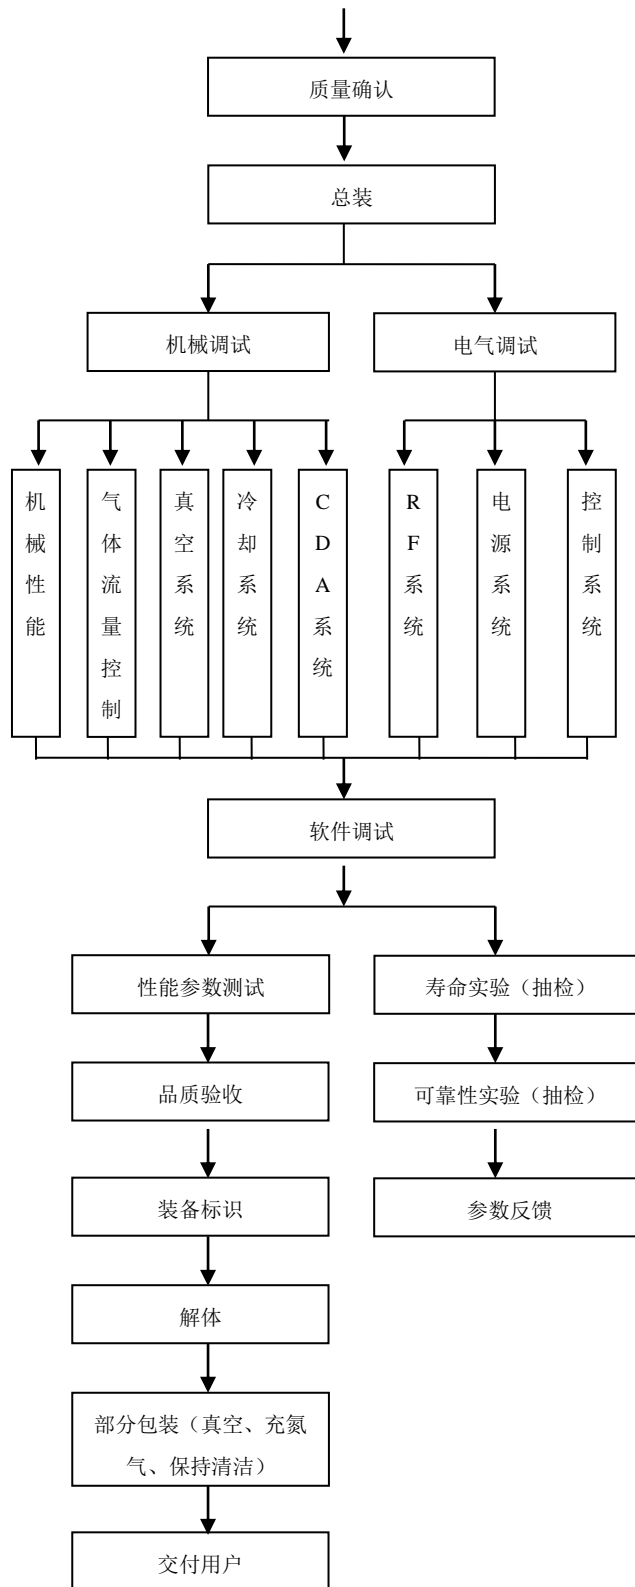 质量确认
总装
机械调试
电气调试
机械性能
气体流量控制
真空系统
冷却系统
CDA系统
RF系统
电源系统
控制系统
软件调试
性能参数测试
寿命实验（抽检）
品质验收
可靠性实验（抽检）
装备标识
参数反馈
解体
部分包装（真空、充氮
气、保持清洁）
交付用户